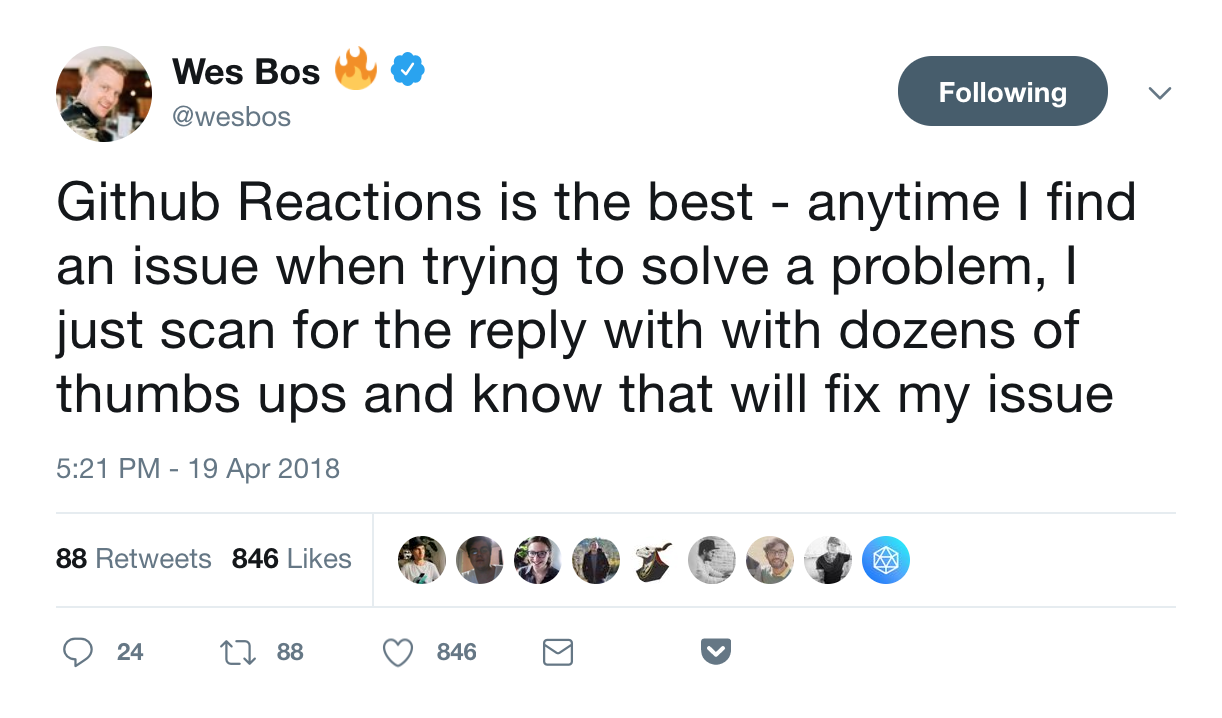 Wes Bos 🔥
@wesbos
Following
Github Reactions is the best - anytime I find
an issue when trying to solve a problem, I
just scan for the reply with with dozens of
thumbs ups and know that will fix my issue
5:21 PM - 19 Apr 2018
88 Retweets 846 Likes
24 88 846